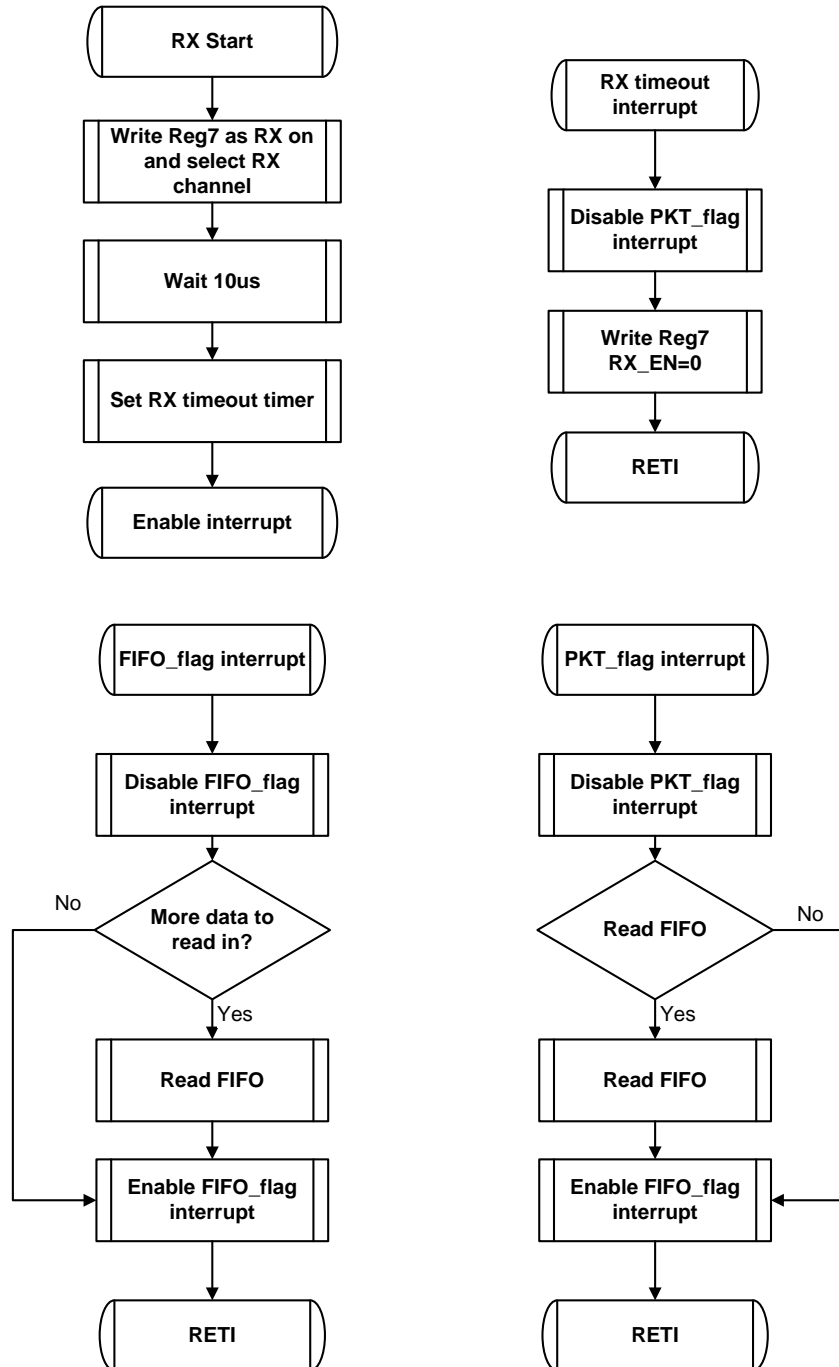 RX Start
Write Reg7 as RX on
and select RX
channel
Wait 10us
Set RX timeout timer
Enable interrupt
RX timeout
interrupt
Disable PKT_flag
interrupt
Write Reg7
RX_EN=0
RETI
FIFO_flag interrupt
Disable FIFO_flag
interrupt
No
More data to
read in?
Yes
Read FIFO
Enable FIFO_flag
interrupt
RETI
PKT_flag interrupt
Disable PKT_flag
interrupt
Read FIFO
No
Yes
Read FIFO
Enable FIFO_flag
interrupt
RETI